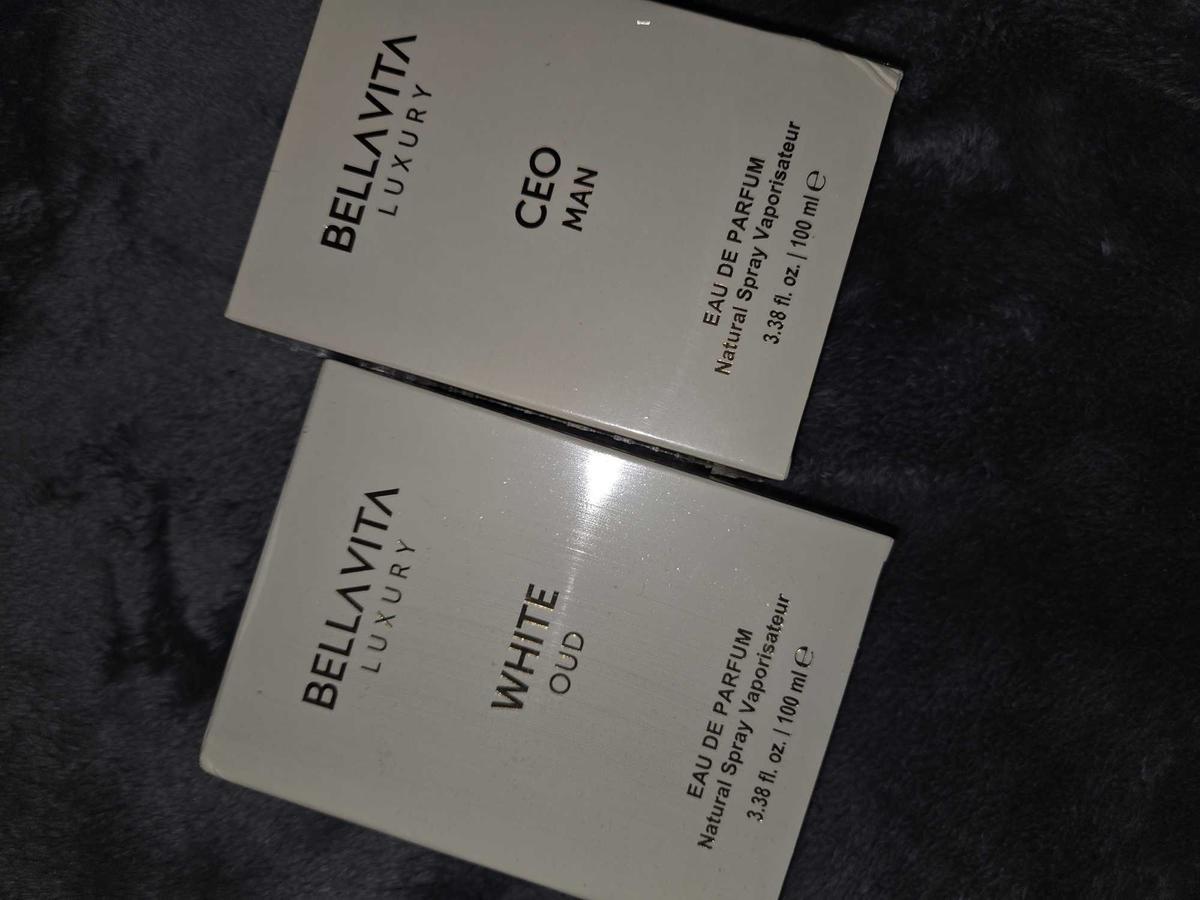 BELLAVITA
LUXURY
CEO
MAN
EAU DE PARFUM
Natural Spray Vaporisateur
3.38 fl. oz. | 100 ml ℮
BELLAVITA
LUXURY
WHITE
OUD
EAU DE PARFUM
Natural Spray Vaporisateur
3.38 fl. oz. | 100 ml ℮